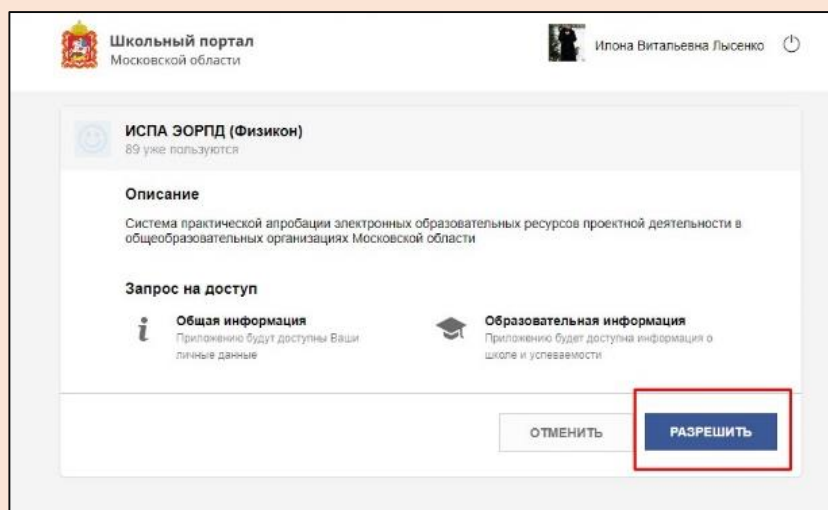 Школьный портал
Московской области
Илона Витальевна Лысенко
ИСПА ЭОРПД (Физикон)
89 уже пользуются
Описание
Система практической апробации электронных образовательных ресурсов проектной деятельности в
общеобразовательных организациях Московской области
Запрос на доступ
Общая информация
Приложению будут доступны Ваши
личные данные
Образовательная информация
Приложению будет доступна информация о
школе и успеваемости
ОТМЕНИТЬ
РАЗРЕШИТЬ